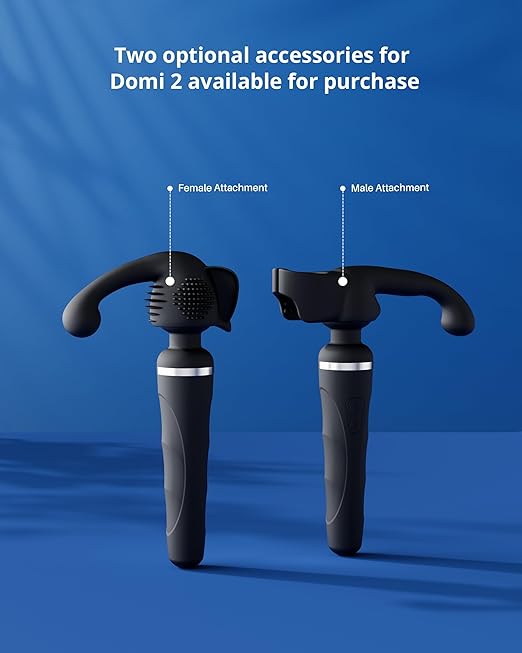 Two optional accessories for
Domi 2 available for purchase
Female Attachment
Male Attachment